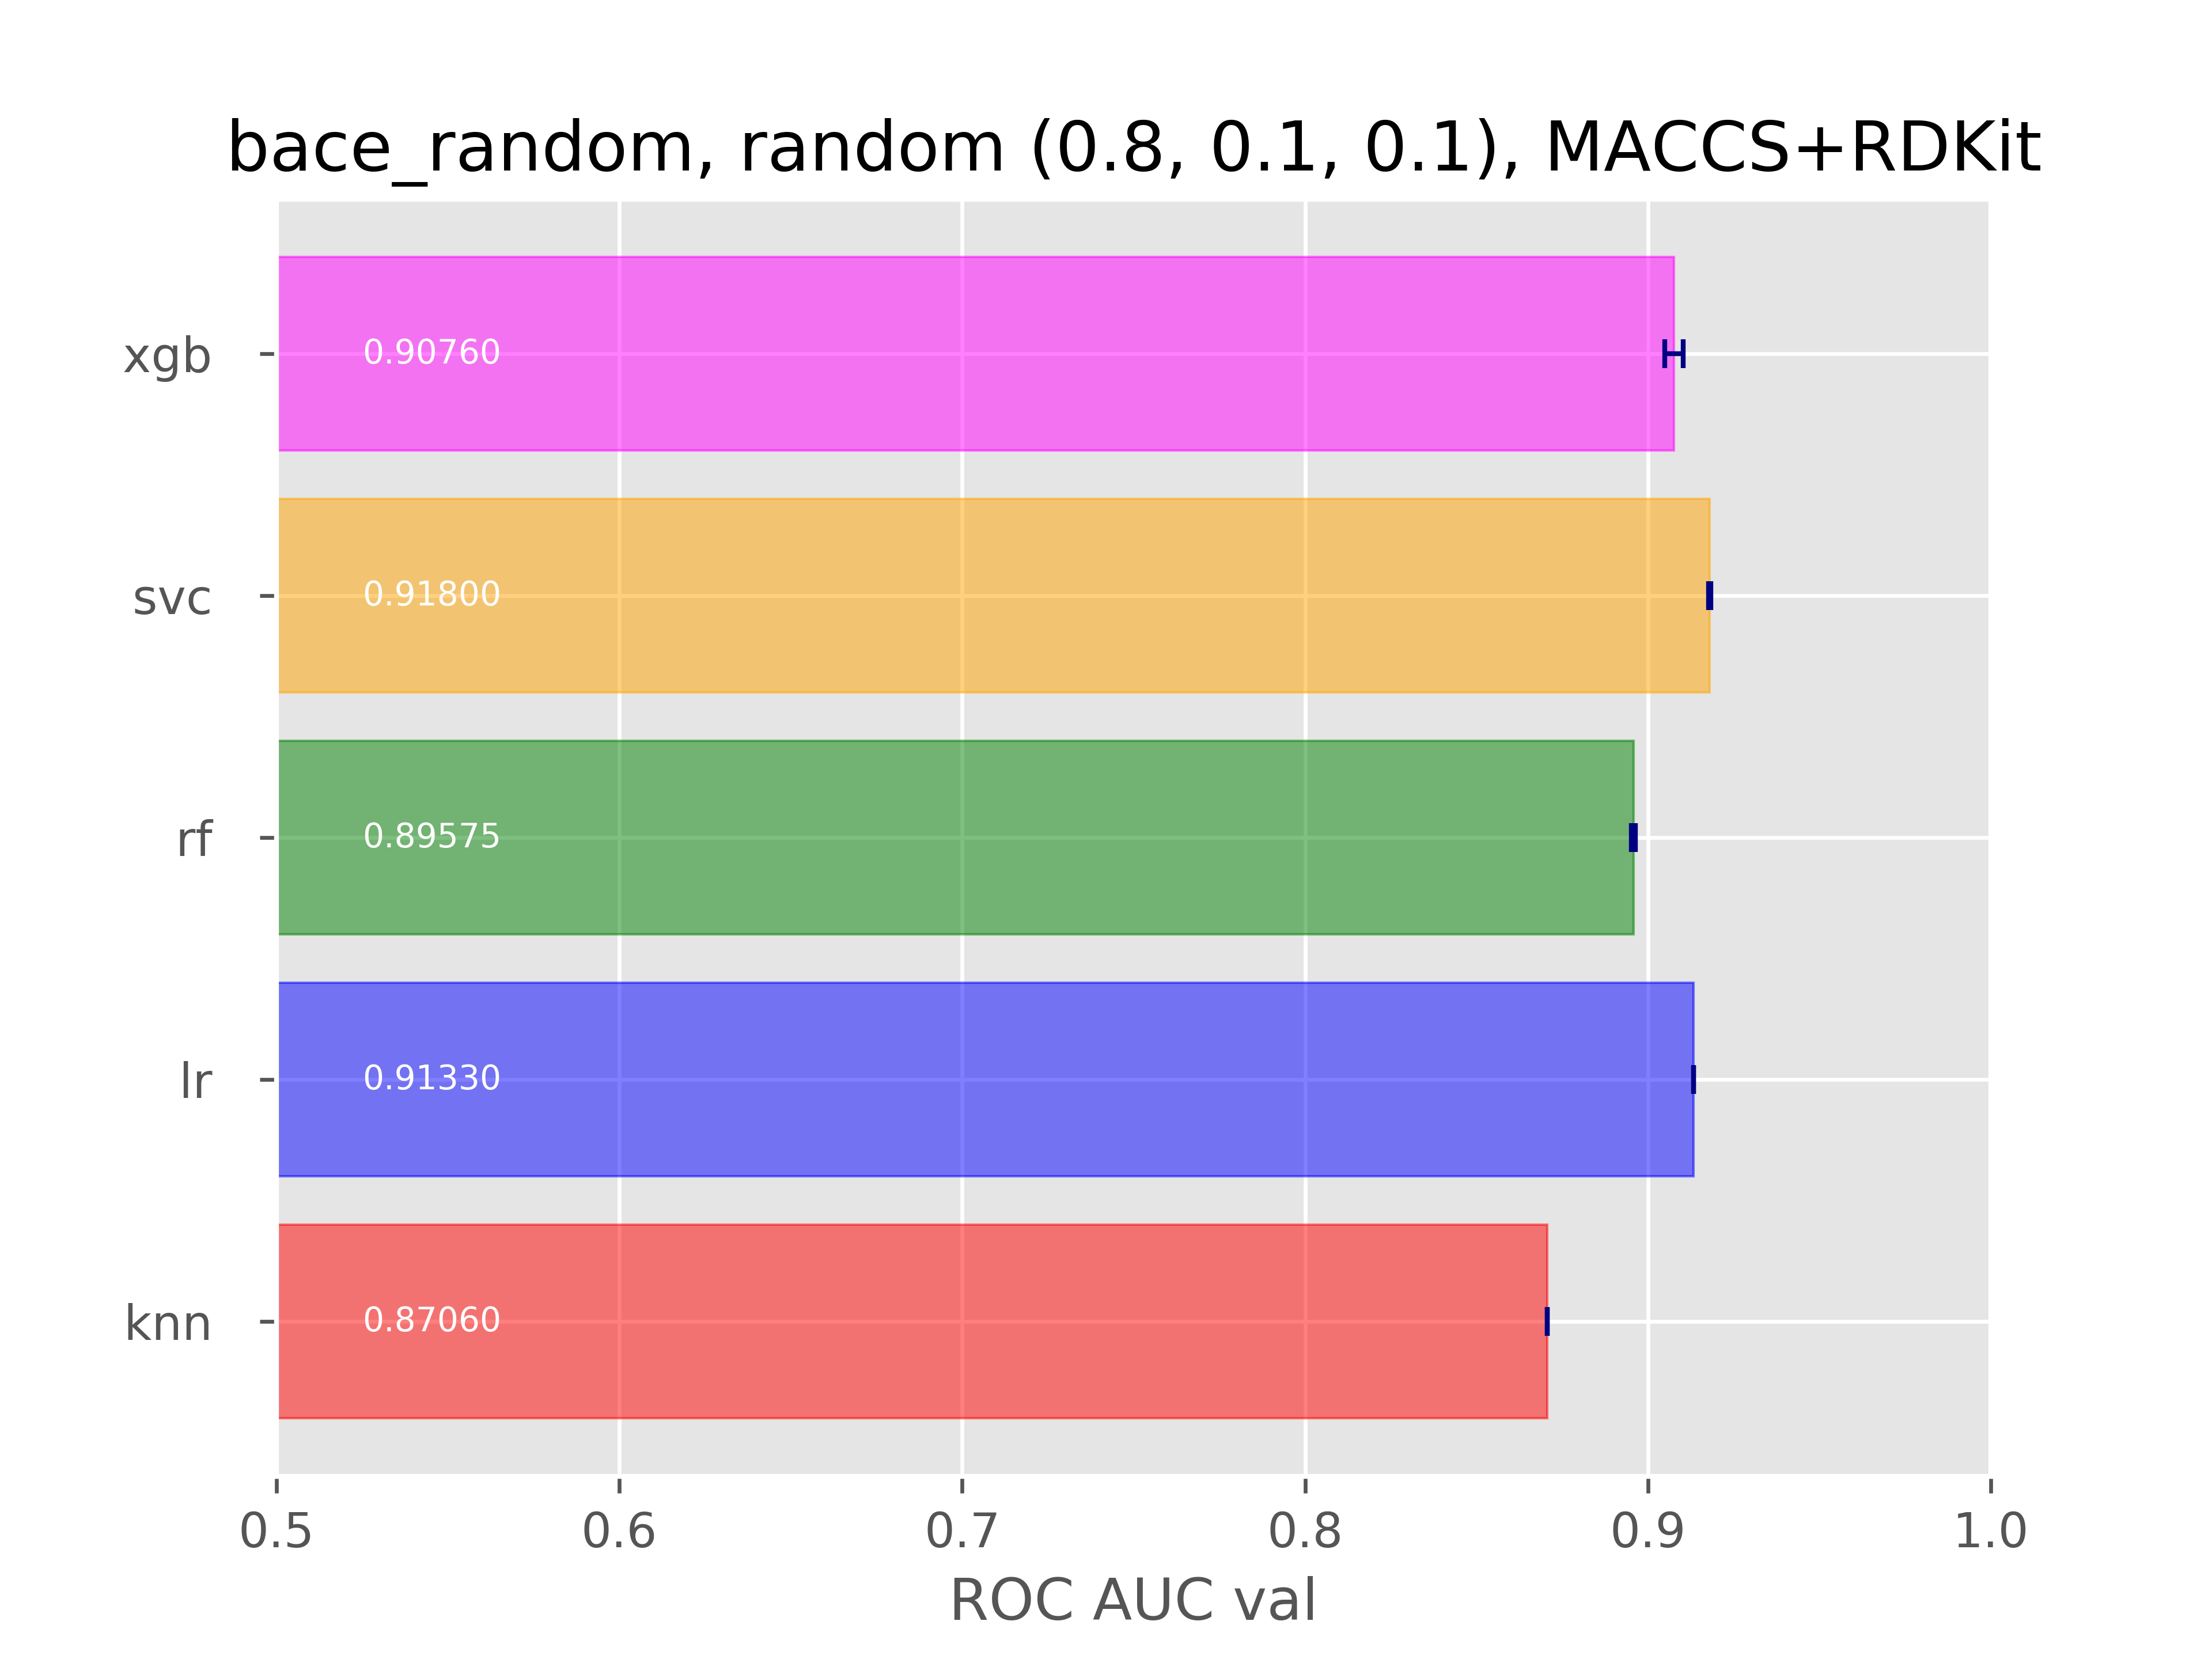 bace_random, random (0.8, 0.1, 0.1), MACCS+RDKit
xgb
0.90760
svc
0.91800
rf
0.89575
lr
0.91330
knn
0.87060
0.5 0.6 0.7 0.8 0.9 1.0
ROC AUC val